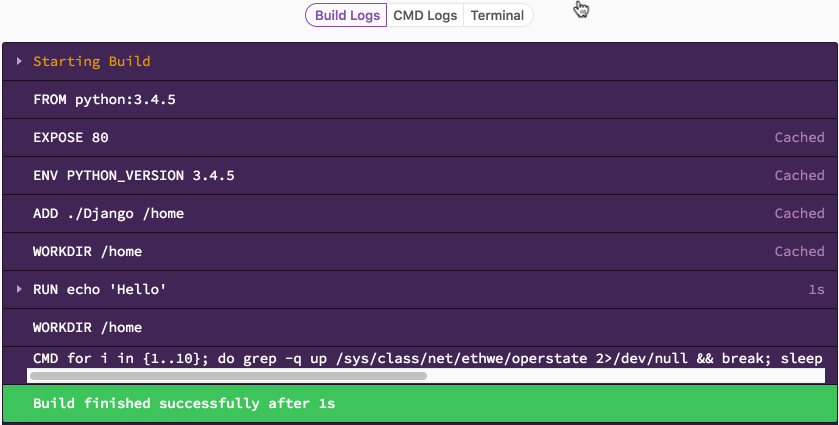 Build Logs CMD Logs Terminal
Starting Build
FROM python:3.4.5
EXPOSE 80 Cached
ENV PYTHON_VERSION 3.4.5 Cached
ADD ./Django /home Cached
WORKDIR /home Cached
RUN echo 'Hello' 1s
WORKDIR /home
CMD for i in {1..10}; do grep -q up /sys/class/net/ethwe/operstate 2>/dev/null && break; sleep
Build finished successfully after 1s